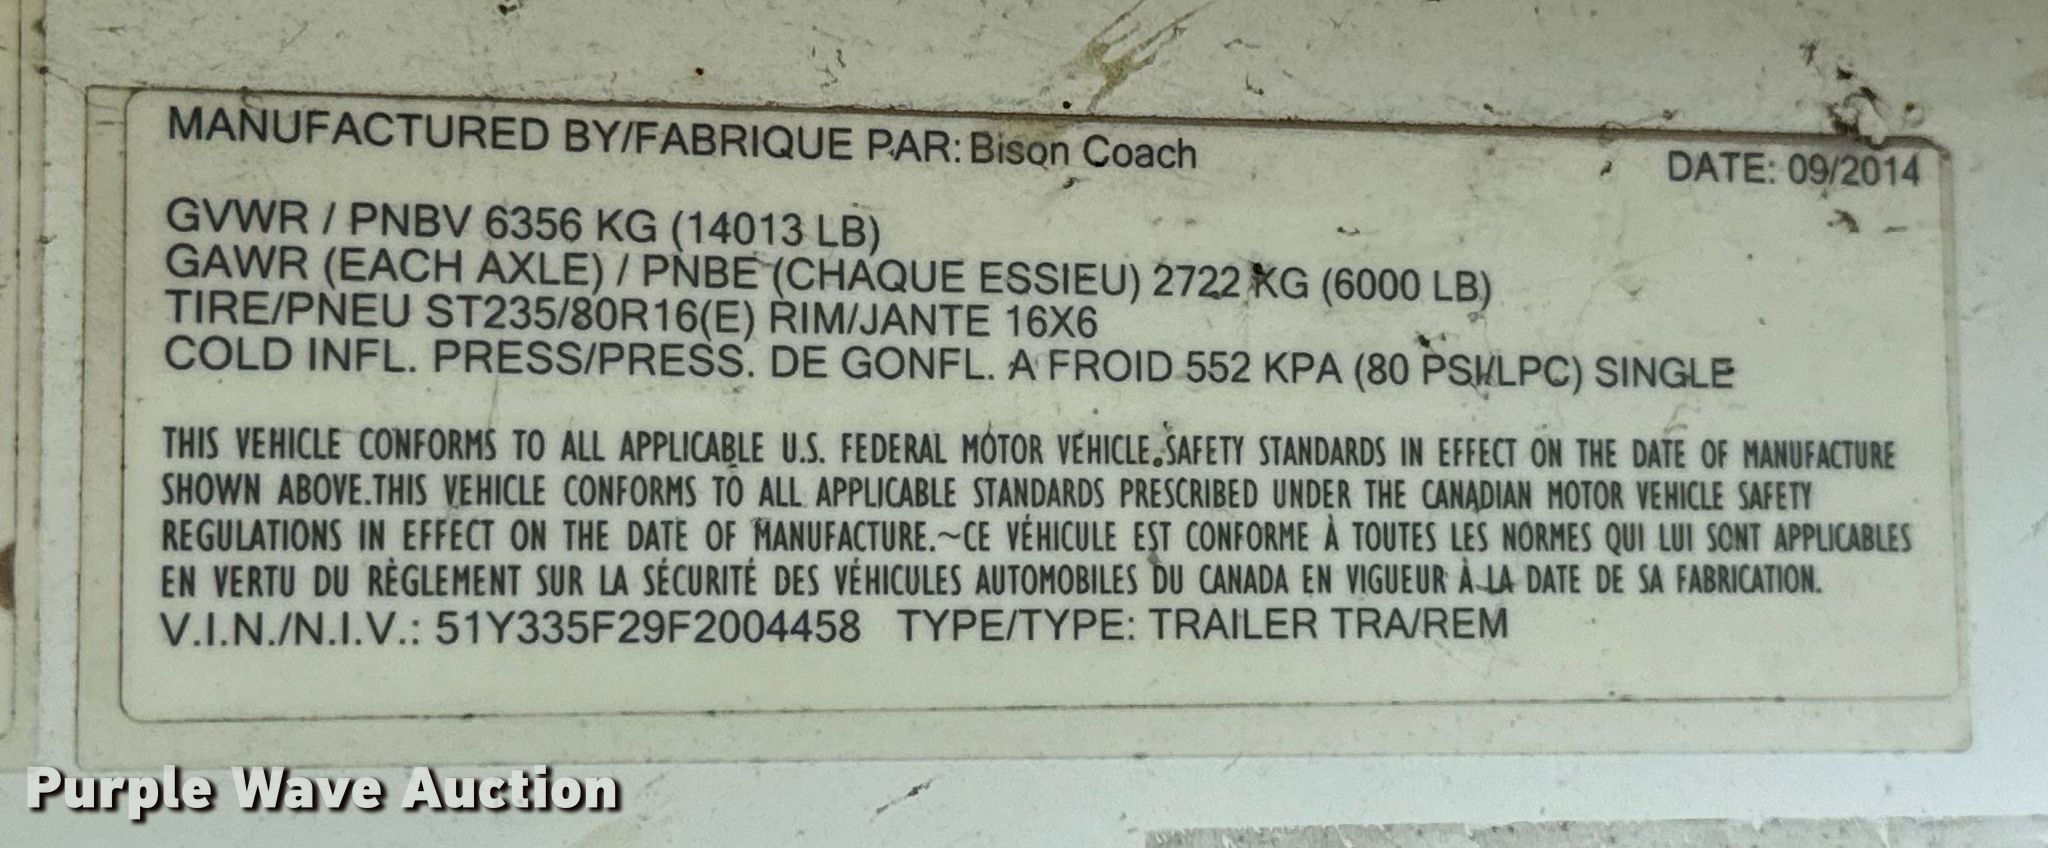 MANUFACTURED BY/FABRIQUE PAR: Bison Coach
DATE: 09/2014
GVWR / PNBV 6356 KG (14013 LB)
GAWR (EACH AXLE) / PNBE (CHAQUE ESSIEU) 2722 KG (6000 LB)
TIRE/PNEU ST235/80R16(E) RIM/JANTE 16X6
COLD INFL. PRESS/PRESS. DE GONFL. A FROID 552 KPA (80 PSI/LPC) SINGLE
THIS VEHICLE CONFORMS TO ALL APPLICABLE U.S. FEDERAL MOTOR VEHICLE SAFETY STANDARDS IN EFFECT ON THE DATE OF MANUFACTURE
SHOWN ABOVE.THIS VEHICLE CONFORMS TO ALL APPLICABLE STANDARDS PRESCRIBED UNDER THE CANADIAN MOTOR VEHICLE SAFETY
REGULATIONS IN EFFECT ON THE DATE OF MANUFACTURE.~CE VÉHICULE EST CONFORME À TOUTES LES NORMES QUI LUI SONT APPLICABLES
EN VERTU DU RÈGLEMENT SUR LA SÉCURITÉ DES VÉHICULES AUTOMOBILES DU CANADA EN VIGUEUR À LA DATE DE SA FABRICATION.
V.I.N./N.I.V.: 51Y335F29F2004458 TYPE/TYPE: TRAILER TRA/REM
Purple Wave Auction